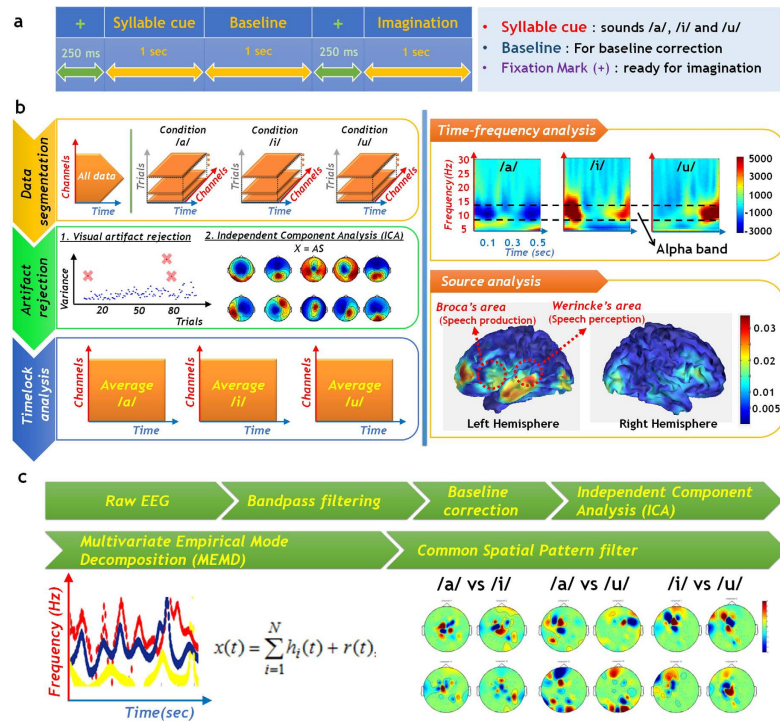 a
+
Syllable cue
Baseline
+
Imagination
250 ms
1 sec
1 sec
250 ms
1 sec
• Syllable cue : sounds /a/, /i/ and /u/
• Baseline : For baseline correction
• Fixation Mark (+) : ready for imagination
b
Data
segmentation
Channels
All data
Time
Condition
/a/
Trials
Channels
Time
Condition
/i/
Trials
Channels
Time
Condition
/u/
Trials
Channels
Time
Artifact
rejection
1. Visual artifact rejection
Variance
20
50
80
Trials
2. Independent Component Analysis (ICA)
X = AS
Timelock
analysis
Channels
Average
/a/
Time
Channels
Average
/i/
Time
Channels
Average
/u/
Time
Time-frequency analysis
Frequency(Hz)
30
25
20
15
10
5
/a/
/i/
/u/
0.1
0.5
Time (sec)
Alpha band
5000
3000
1000
-1000
-3000
Source analysis
Broca's area
(Speech production)
Werincke's area
(Speech perception)
Left Hemisphere
Right Hemisphere
0.03
0.02
0.01
0.005
c
Raw EEG
Bandpass filtering
Baseline
correction
Independent Component
Analysis (ICA)
Multivariate Empirical Mode
Decomposition (MEMD)
Common Spatial Pattern filter
Frequency (Hz)
Time(sec)
x(t) = \sum_{i=1}^{N} h_i(t) + r(t).
/a/ vs /i/
/a/ vs /u/
/i/ vs /u/